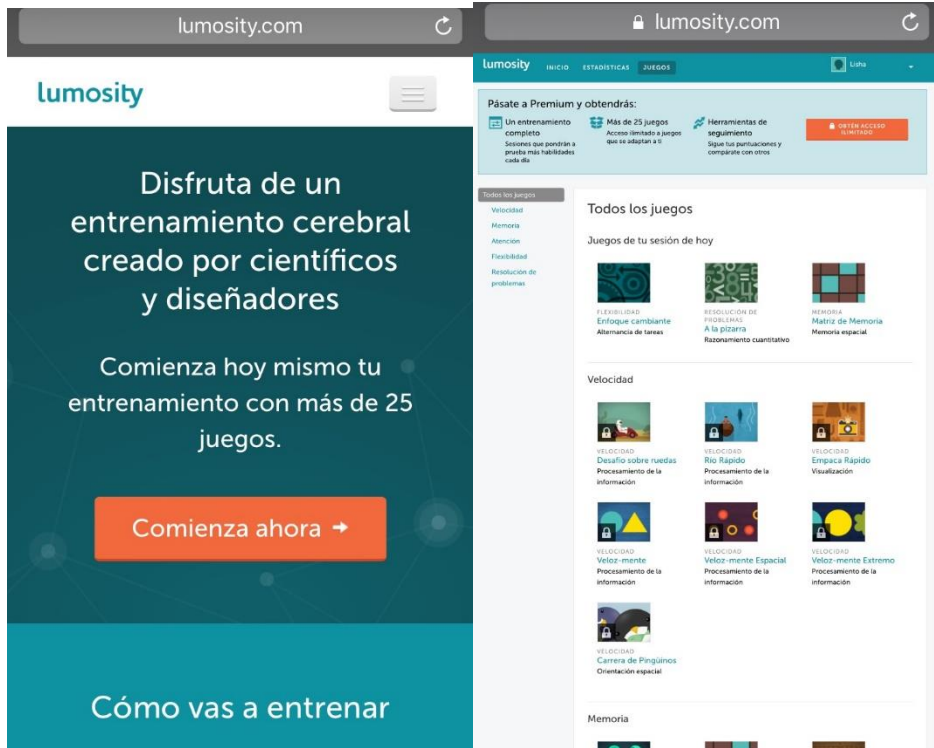 lumosity.com
lumosity
Disfruta de un
entrenamiento cerebral
creado por científicos
y diseñadores
Comienza hoy mismo tu
entrenamiento con más de 25
juegos.
Comienza ahora →
Cómo vas a entrenar
lumosity.com
lumosity INICIO ESTADÍSTICAS JUEGOS Lisha
Pásate a Premium y obtendrás:
Un entrenamiento
completo
Sesiones que pondrán a
prueba más habilidades
cada día
Más de 25 juegos
Acceso ilimitado a juegos
que se adaptan a ti
Herramientas de
seguimiento
Sigue tus puntuaciones y
compárate con otros
OBTÉN ACCESO
ILIMITADO
Todos los juegos
Velocidad
Memoria
Atención
Flexibilidad
Resolución de
problemas
Todos los juegos
Juegos de tu sesión de hoy
FLEXIBILIDAD
Enfoque cambiante
Alternancia de tareas
RESOLUCIÓN DE
PROBLEMAS
A la pizarra
Razonamiento cuantitativo
MEMORIA
Matriz de Memoria
Memoria espacial
Velocidad
VELOCIDAD
Desafío sobre ruedas
Procesamiento de la
información
VELOCIDAD
Río Rápido
Procesamiento de la
información
VELOCIDAD
Empaca Rápido
Visualización
VELOCIDAD
Veloz-mente
Procesamiento de la
información
VELOCIDAD
Veloz-mente Espacial
Procesamiento de la
información
VELOCIDAD
Veloz-mente Extremo
Procesamiento de la
información
VELOCIDAD
Carrera de Pingüinos
Orientación espacial
Memoria